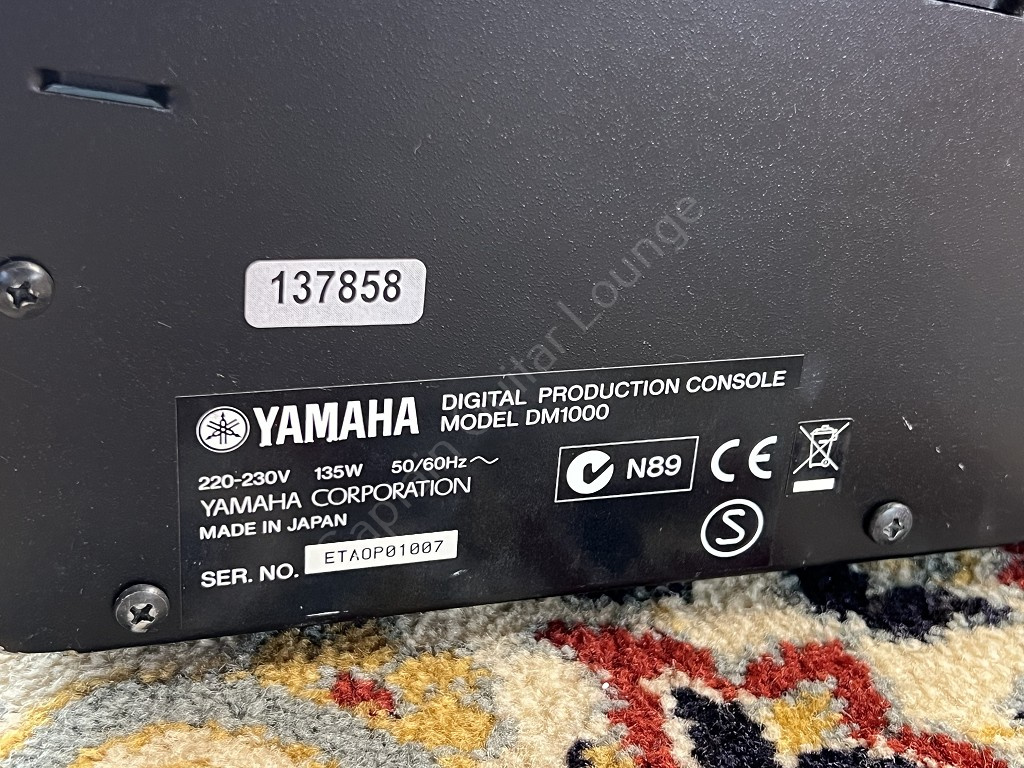 137858
YAMAHA
DIGITAL PRODUCTION CONSOLE
MODEL DM1000
220-230V 135W 50/60Hz～
YAMAHA CORPORATION
MADE IN JAPAN
N89
CE
S
SER. NO. ETAOP01007
Guitar Lounge